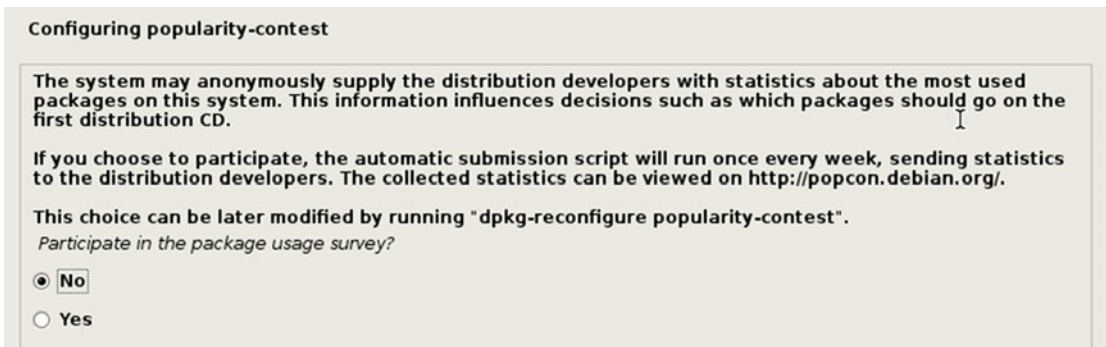 Configuring popularity-contest
The system may anonymously supply the distribution developers with statistics about the most used
packages on this system. This information influences decisions such as which packages should go on the
first distribution CD.
If you choose to participate, the automatic submission script will run once every week, sending statistics
to the distribution developers. The collected statistics can be viewed on http://popcon.debian.org/.
This choice can be later modified by running "dpkg-reconfigure popularity-contest".
Participate in the package usage survey?
No
Yes